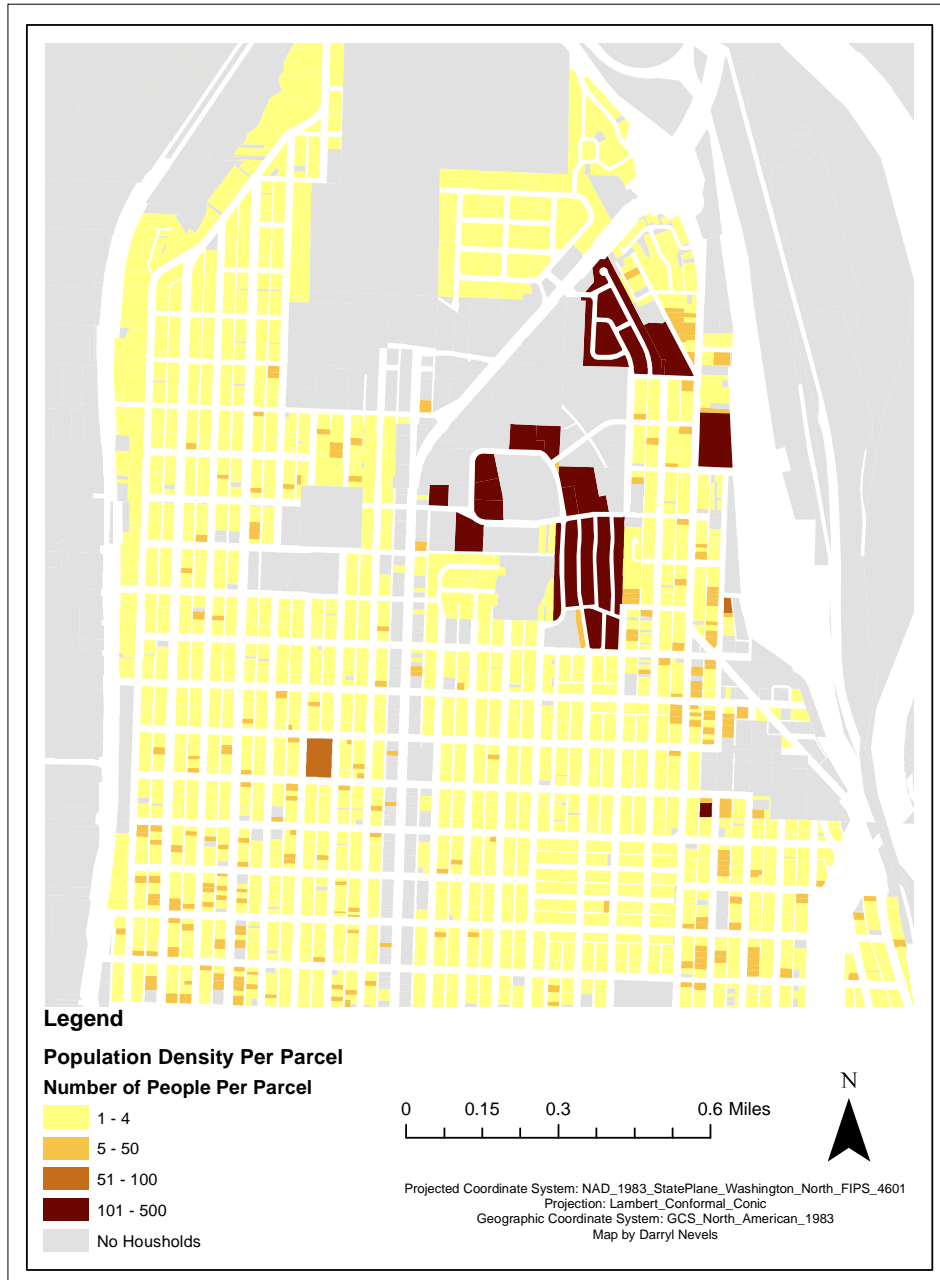 Legend
Population Density Per Parcel
Number of People Per Parcel
1 - 4
5 - 50
51 - 100
101 - 500
No Housholds
0 0.15 0.3 0.6 Miles
N
Projected Coordinate System: NAD_1983_StatePlane_Washington_North_FIPS_4601
Projection: Lambert_Conformal_Conic
Geographic Coordinate System: GCS_North_American_1983
Map by Darryl Nevels